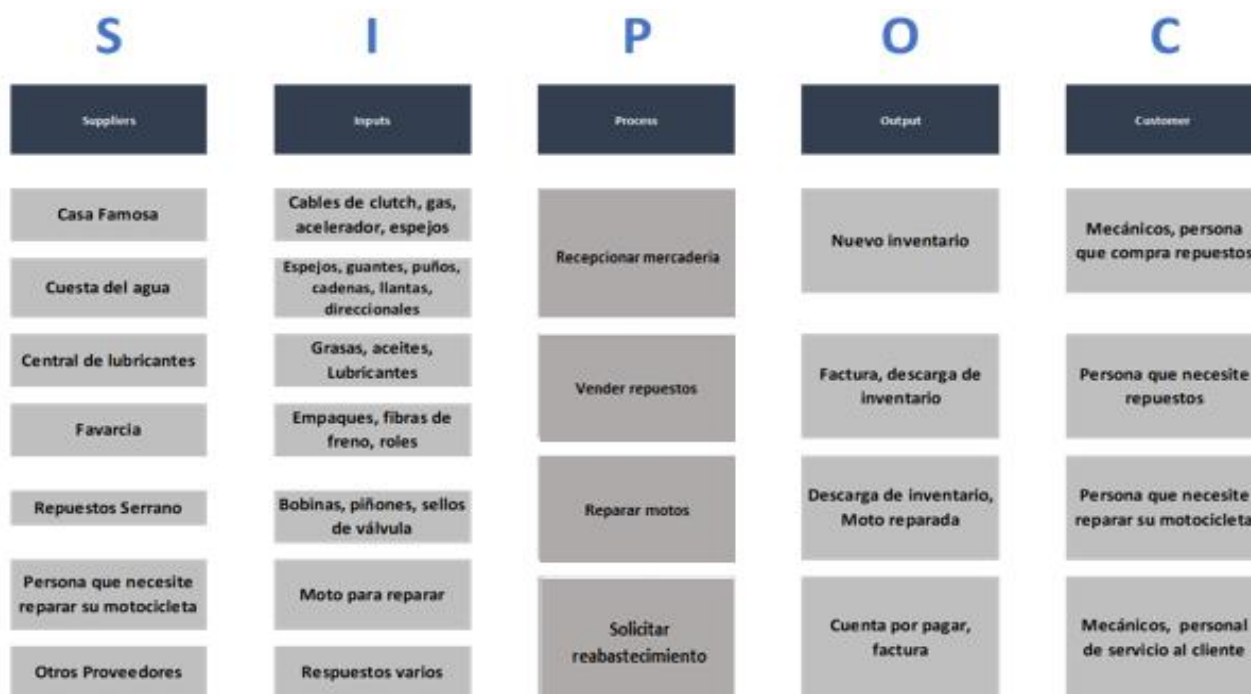 S
I
P
O
C
Suppliers
Inputs
Process
Output
Customer
Casa Famosa
Cuesta del agua
Central de lubricantes
Favarcia
Repuestos Serrano
Persona que necesite
reparar su motocicleta
Otros Proveedores
Cables de clutch, gas,
acelerador, espejos
Espejos, guantes, puños,
cadenas, llantas,
direccionales
Grasas, aceites,
Lubricantes
Empaques, fibras de
freno, roles
Bobinas, piñones, sellos
de válvula
Moto para reparar
Respuestos varios
Recepcionar mercaderia
Vender repuestos
Reparar motos
Solicitar
reabastecimiento
Nuevo inventario
Factura, descarga de
inventario
Descarga de inventario,
Moto reparada
Cuenta por pagar,
factura
Mecánicos, persona
que compra repuestos
Persona que necesite
repuestos
Persona que necesite
reparar su motocicleta
Mecánicos, personal
de servicio al cliente